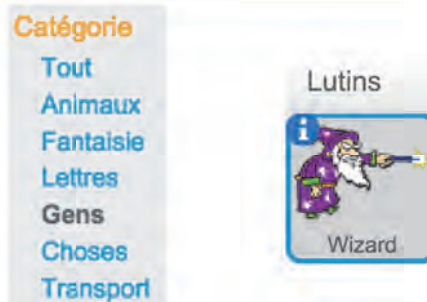 Catégorie
Tout
Animaux
Fantaisie
Lettres
Gens
Choses
Transport
Lutins
i
Wizard